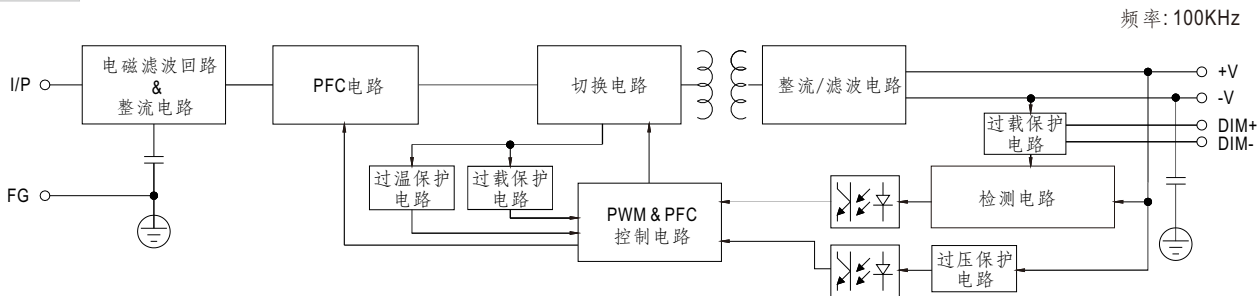 频率: 100KHz
I/P
电磁滤波回路
&
整流电路
PFC电路
切换电路
整流/滤波电路
+V
-V
过载保护
电路
DIM+
DIM-
FG
过温保护
电路
过载保护
电路
PWM & PFC
控制电路
检测电路
过压保护
电路